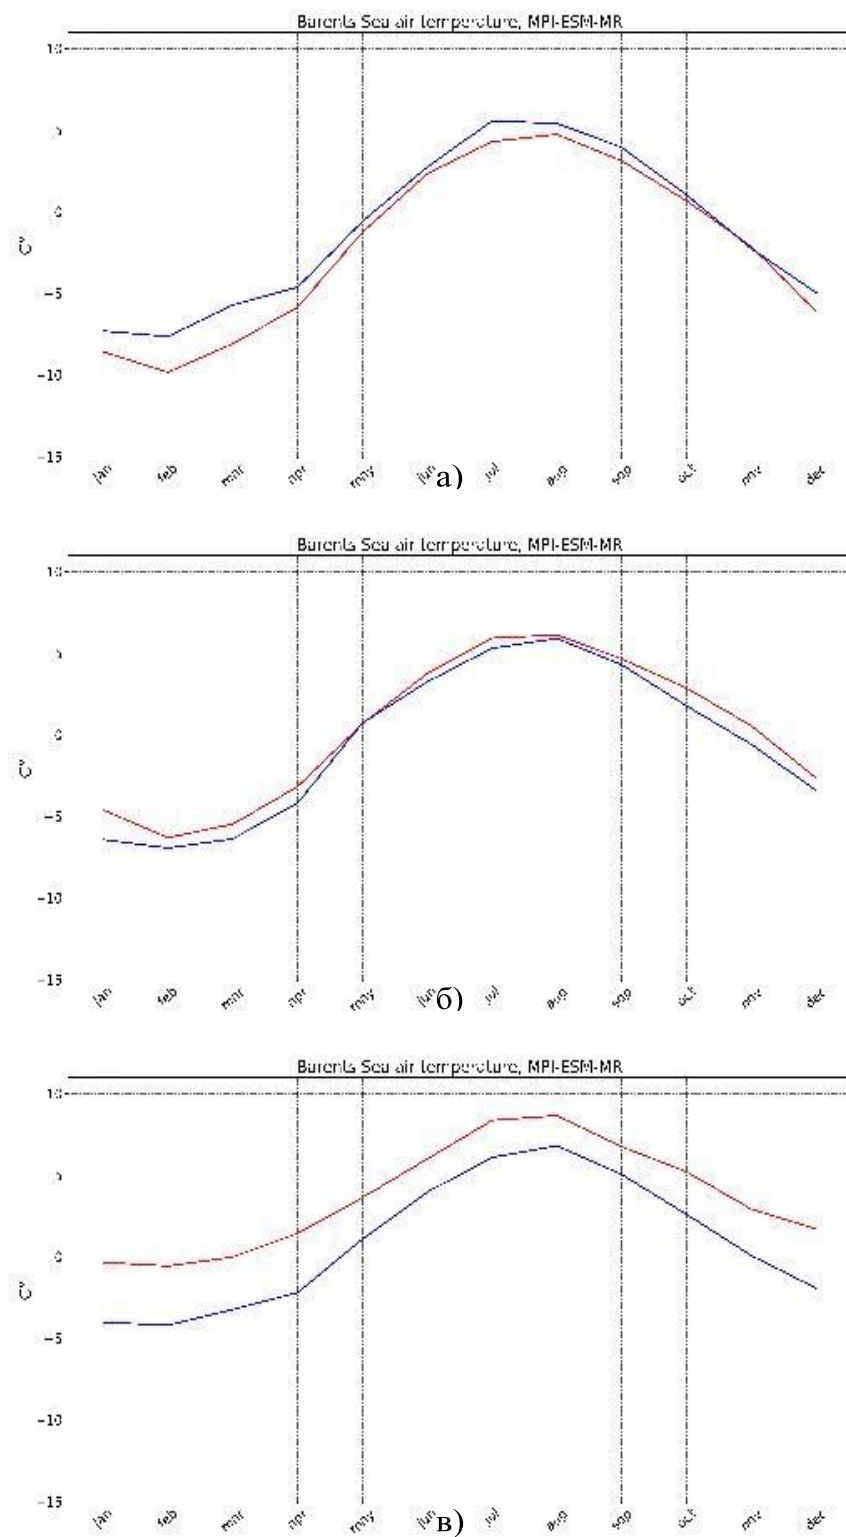 Barents Sea air temperature, MPI-ESM-MR
10
5
0
C°
−5
−10
−15
jan feb mar apr may jun jul aug sep oct nov dec
а)
Barents Sea air temperature, MPI-ESM-MR
10
5
0
C°
−5
−10
−15
jan feb mar apr may jun jul aug sep oct nov dec
б)
Barents Sea air temperature, MPI-ESM-MR
10
5
0
C°
−5
−10
−15
jan feb mar apr may jun jul aug sep oct nov dec
в)